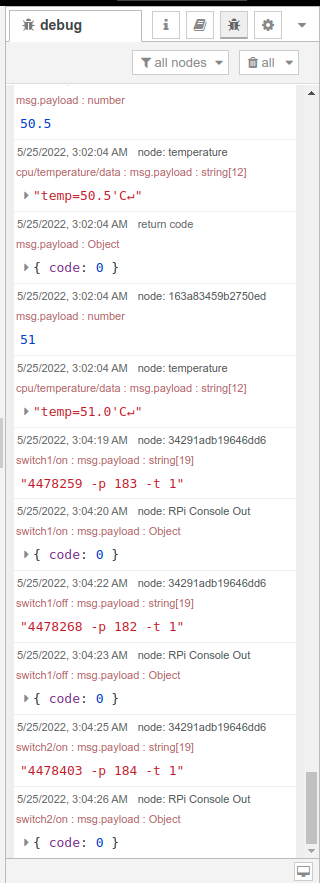 debug
all nodes
all
msg.payload : number
50.5
5/25/2022, 3:02:04 AM node: temperature
cpu/temperature/data : msg.payload : string[12]
"temp=50.5'C↵"
5/25/2022, 3:02:04 AM return code
msg.payload : Object
{ code: 0 }
5/25/2022, 3:02:04 AM node: 163a83459b2750ed
msg.payload : number
51
5/25/2022, 3:02:04 AM node: temperature
cpu/temperature/data : msg.payload : string[12]
"temp=51.0'C↵"
5/25/2022, 3:04:19 AM node: 34291adb19646dd6
switch1/on : msg.payload : string[19]
"4478259 -p 183 -t 1"
5/25/2022, 3:04:20 AM node: RPi Console Out
switch1/on : msg.payload : Object
{ code: 0 }
5/25/2022, 3:04:22 AM node: 34291adb19646dd6
switch1/off : msg.payload : string[19]
"4478268 -p 182 -t 1"
5/25/2022, 3:04:23 AM node: RPi Console Out
switch1/off : msg.payload : Object
{ code: 0 }
5/25/2022, 3:04:25 AM node: 34291adb19646dd6
switch2/on : msg.payload : string[19]
"4478403 -p 184 -t 1"
5/25/2022, 3:04:26 AM node: RPi Console Out
switch2/on : msg.payload : Object
{ code: 0 }